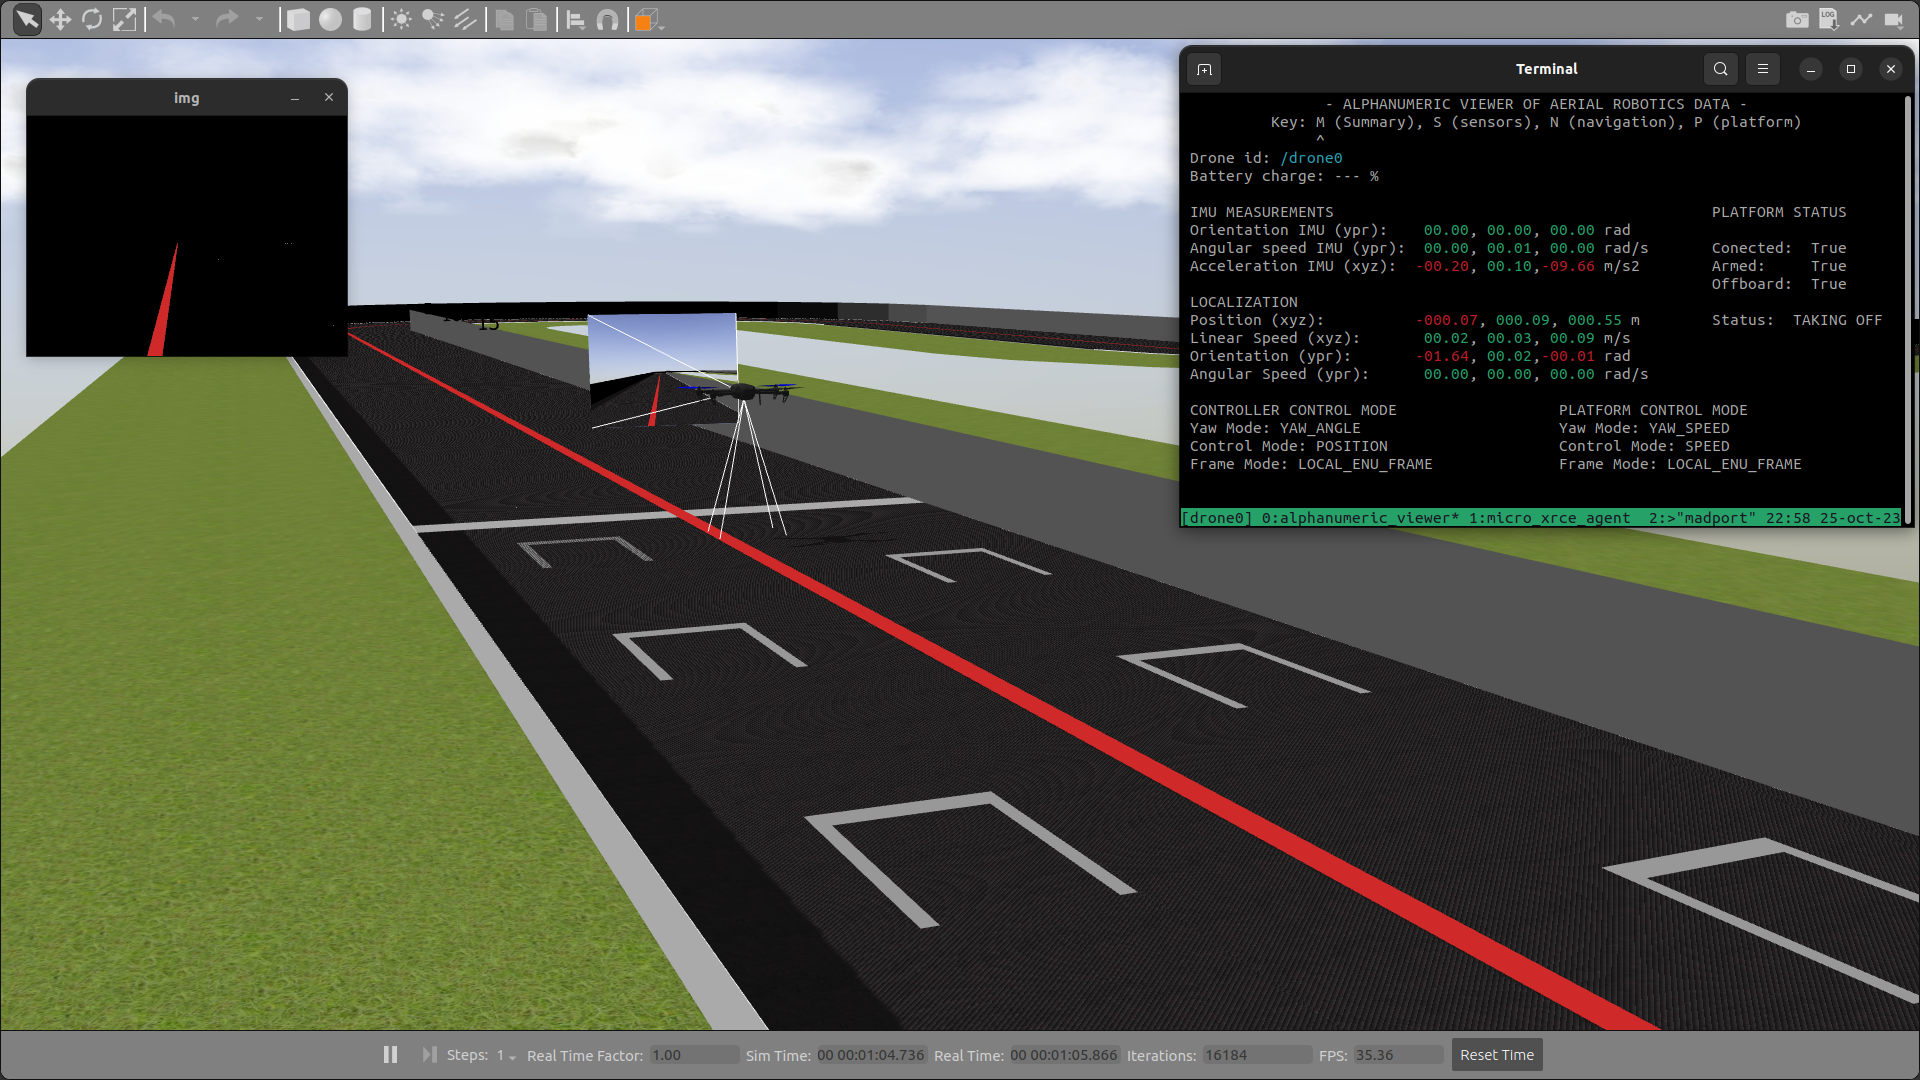 LOG
img
15
Terminal
- ALPHANUMERIC VIEWER OF AERIAL ROBOTICS DATA -
Key: M (Summary), S (sensors), N (navigation), P (platform)
^
Drone id: /drone0
Battery charge: --- %
IMU MEASUREMENTS PLATFORM STATUS
Orientation IMU (ypr): 00.00, 00.00, 00.00 rad
Angular speed IMU (ypr): 00.00, 00.01, 00.00 rad/s Conected: True
Acceleration IMU (xyz): -00.20, 00.10,-09.66 m/s2 Armed: True
Offboard: True
LOCALIZATION
Position (xyz): -000.07, 000.09, 000.55 m Status: TAKING OFF
Linear Speed (xyz): 00.02, 00.03, 00.09 m/s
Orientation (ypr): -01.64, 00.02,-00.01 rad
Angular Speed (ypr): 00.00, 00.00, 00.00 rad/s
CONTROLLER CONTROL MODE PLATFORM CONTROL MODE
Yaw Mode: YAW_ANGLE Yaw Mode: YAW_SPEED
Control Mode: POSITION Control Mode: SPEED
Frame Mode: LOCAL_ENU_FRAME Frame Mode: LOCAL_ENU_FRAME
[drone0] 0:alphanumeric_viewer* 1:micro_xrce_agent 2:>"madport" 22:58 25-oct-23
Steps: 1 Real Time Factor: 1.00 Sim Time: 00 00:01:04.736 Real Time: 00 00:01:05.866 Iterations: 16184 FPS: 35.36 Reset Time